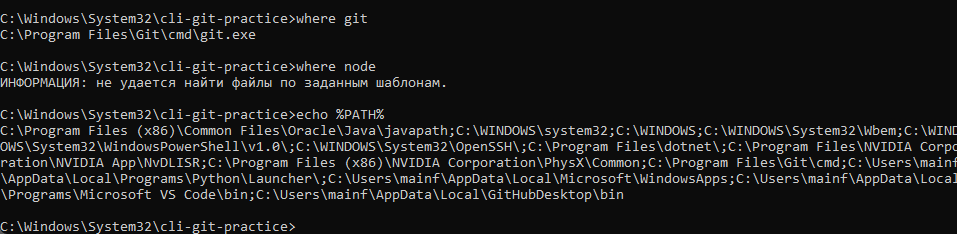 C:\Windows\System32\cli-git-practice>where git
C:\Program Files\Git\cmd\git.exe
C:\Windows\System32\cli-git-practice>where node
ИНФОРМАЦИЯ: не удается найти файлы по заданным шаблонам.
C:\Windows\System32\cli-git-practice>echo %PATH%
C:\Program Files (x86)\Common Files\Oracle\Java\javapath;C:\WINDOWS\system32;C:\WINDOWS;C:\WINDOWS\System32\Wbem;C:\WIND
OWS\System32\WindowsPowerShell\v1.0\;C:\Windows\System32\OpenSSH\;C:\Program Files\dotnet\;C:\Program Files\NVIDIA Corpo
ration\NVIDIA App\NvDLISR;C:\Program Files (x86)\NVIDIA Corporation\PhysX\Common;C:\Program Files\Git\cmd;C:\Users\mainf
\AppData\Local\Programs\Python\Launcher\;C:\Users\mainf\AppData\Local\Microsoft\WindowsApps;C:\Users\mainf\AppData\Local
\Programs\Microsoft VS Code\bin;C:\Users\mainf\AppData\Local\GitHubDesktop\bin
C:\Windows\System32\cli-git-practice>